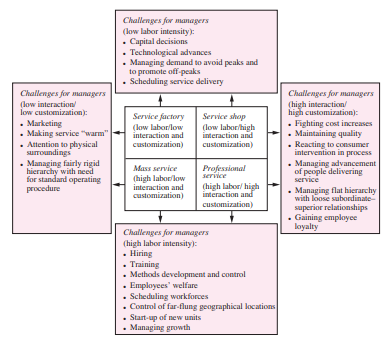 Challenges for managers
(low labor intensity):
• Capital decisions
• Technological advances
• Managing demand to avoid peaks and
to promote off-peaks
• Scheduling service delivery
Challenges for managers
(low interaction/
low customization):
• Marketing
• Making service “warm”
• Attention to physical
surroundings
• Managing fairly rigid
hierarchy with need
for standard operating
procedure
Service factory
(low labor/low
interaction and
customization)
Service shop
(low labor/high
interaction and
customization)
Mass service
(high labor/low
interaction and
customization)
Professional
service
(high labor/ high
interaction and
customization)
Challenges for managers
(high interaction/
high customization):
• Fighting cost increases
• Maintaining quality
• Reacting to consumer
intervention in process
• Managing advancement
of people delivering
service
• Managing flat hierarchy
with loose subordinate–
superior relationships
• Gaining employee
loyalty
Challenges for managers
(high labor intensity):
• Hiring
• Training
• Methods development and control
• Employees’ welfare
• Scheduling workforces
• Control of far-flung geographical locations
• Start-up of new units
• Managing growth